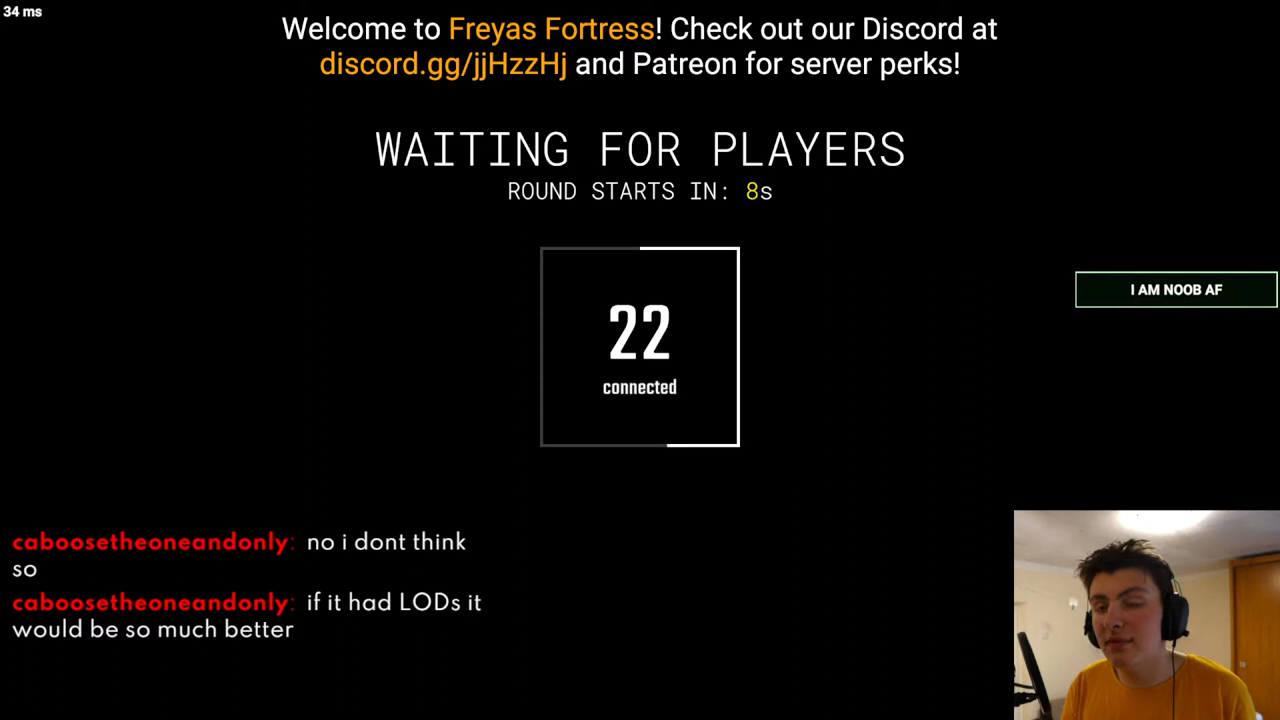 34 ms
Welcome to Freyas Fortress! Check out our Discord at
discord.gg/jjHzzHj and Patreon for server perks!
WAITING FOR PLAYERS
ROUND STARTS IN: 8s
22
connected
I AM NOOB AF
caboosetheoneandonly: no i dont think
so
caboosetheoneandonly: if it had LODs it
would be so much better